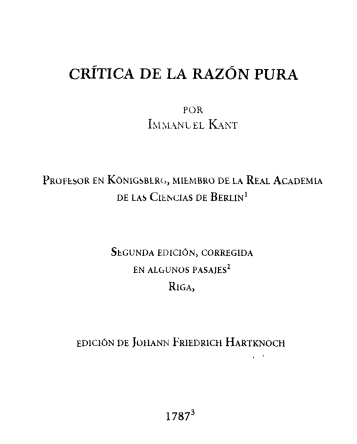 CRÍTICA DE LA RAZÓN PURA
POR
IMMANUEL KANT
PROFESOR EN KÖNIGSBERG, MIEMBRO DE LA REAL ACADEMIA
DE LAS CIENCIAS DE BERLIN¹
SEGUNDA EDICIÓN, CORREGIDA
EN ALGUNOS PASAJES²
RIGA,
EDICIÓN DE JOHANN FRIEDRICH HARTKNOCH
1787³